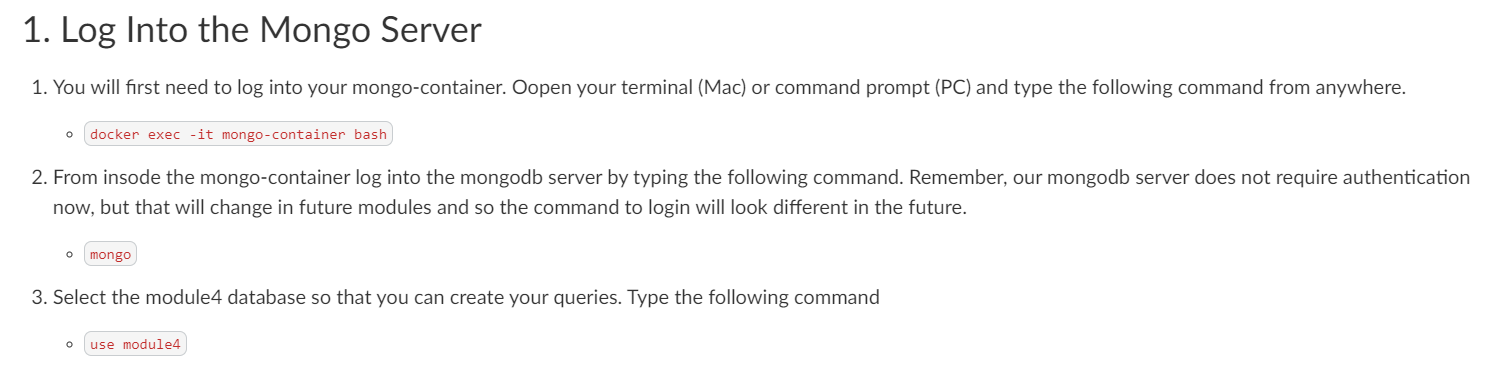 1. Log Into the Mongo Server
1. You will first need to log into your mongo-container. Oopen your terminal (Mac) or command prompt (PC) and type the following command from anywhere.
docker exec -it mongo-container bash
2. From insode the mongo-container log into the mongodb server by typing the following command. Remember, our mongodb server does not require authentication
now, but that will change in future modules and so the command to login will look different in the future.
mongo
3. Select the module4 database so that you can create your queries. Type the following command
use module4